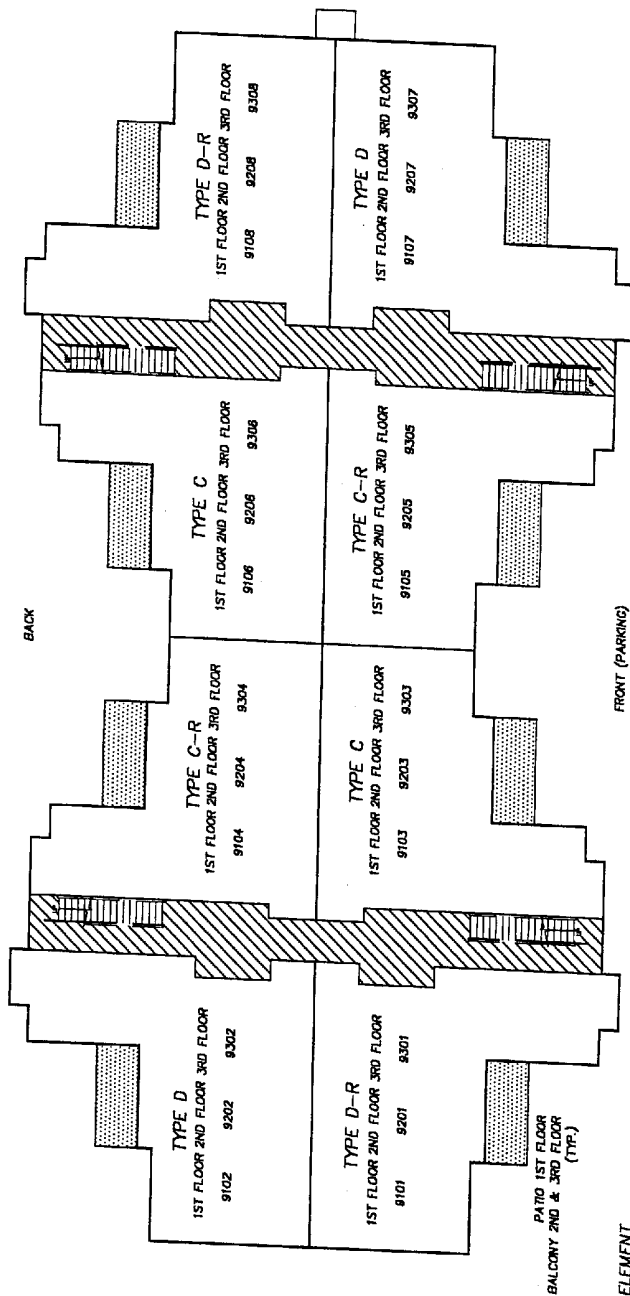 BACK
TYPE D
1ST FLOOR 2ND FLOOR 3RD FLOOR
9102 9202 9302
TYPE C-R
1ST FLOOR 2ND FLOOR 3RD FLOOR
9104 9204 9304
TYPE C
1ST FLOOR 2ND FLOOR 3RD FLOOR
9106 9206 9306
TYPE D-R
1ST FLOOR 2ND FLOOR 3RD FLOOR
9108 9208 9308
TYPE D-R
1ST FLOOR 2ND FLOOR 3RD FLOOR
9101 9201 9301
TYPE C
1ST FLOOR 2ND FLOOR 3RD FLOOR
9103 9203 9303
TYPE C-R
1ST FLOOR 2ND FLOOR 3RD FLOOR
9105 9205 9305
TYPE D
1ST FLOOR 2ND FLOOR 3RD FLOOR
9107 9207 9307
PATIO 1ST FLOOR
BALCONY 2ND & 3RD FLOOR
(TYP.)
FRONT (PARKING)
ELEMENT